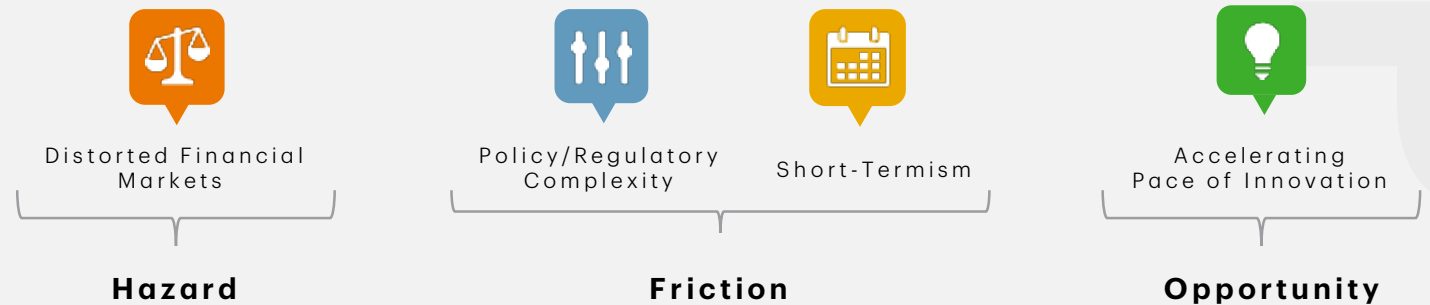 Distorted Financial
Markets
Policy/Regulatory
Complexity
Short-Termism
Accelerating
Pace of Innovation
Hazard
Friction
Opportunity